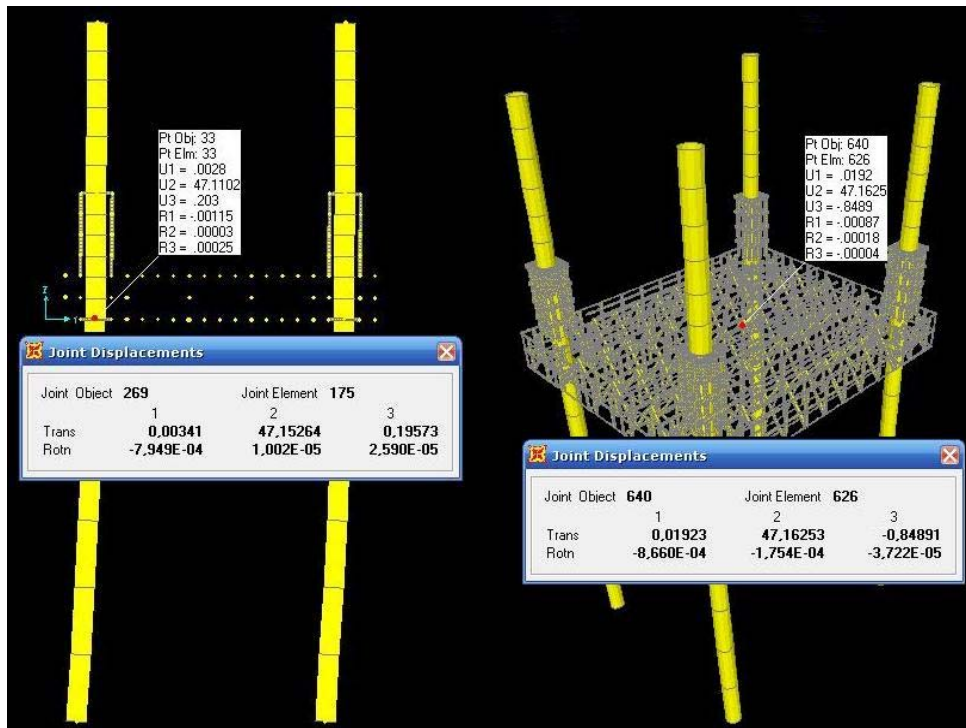 Pt Obj: 33
Pt Elm: 33
U1 = .0028
U2 = 47.1102
U3 = .203
R1 = -.00115
R2 = .00003
R3 = .00025
Z
Joint Displacements
Joint Object 269 Joint Element 175
1 2 3
Trans 0,00341 47,15264 0,19573
Rotn -7,949E-04 1,002E-05 2,590E-05
Pt Obj: 640
Pt Elm: 626
U1 = .0192
U2 = 47.1625
U3 = -.8489
R1 = -.00087
R2 = -.00018
R3 = -.00004
Joint Displacements
Joint Object 640 Joint Element 626
1 2 3
Trans 0,01923 47,16253 -0,84891
Rotn -8,660E-04 -1,754E-04 -3,722E-05